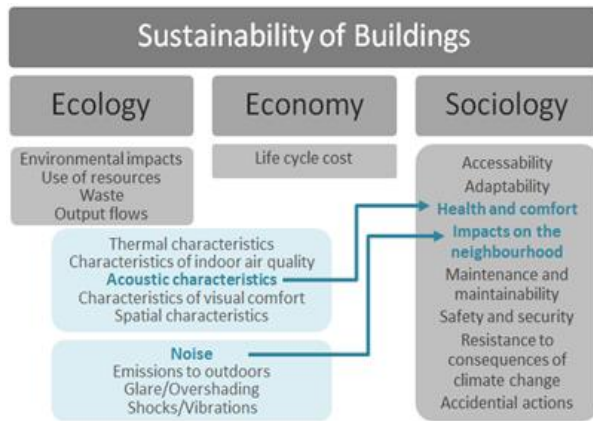 Sustainability of Buildings
Ecology
Economy
Sociology
Environmental impacts
Use of resources
Waste
Output flows
Life cycle cost
Accessability
Adaptability
Health and comfort
Impacts on the
neighbourhood
Maintenance and
maintainability
Safety and security
Resistance to
consequences of
climate change
Accidential actions
Thermal characteristics
Characteristics of indoor air quality
Acoustic characteristics
Characteristics of visual comfort
Spatial characteristics
Noise
Emissions to outdoors
Glare/Overshading
Shocks/Vibrations